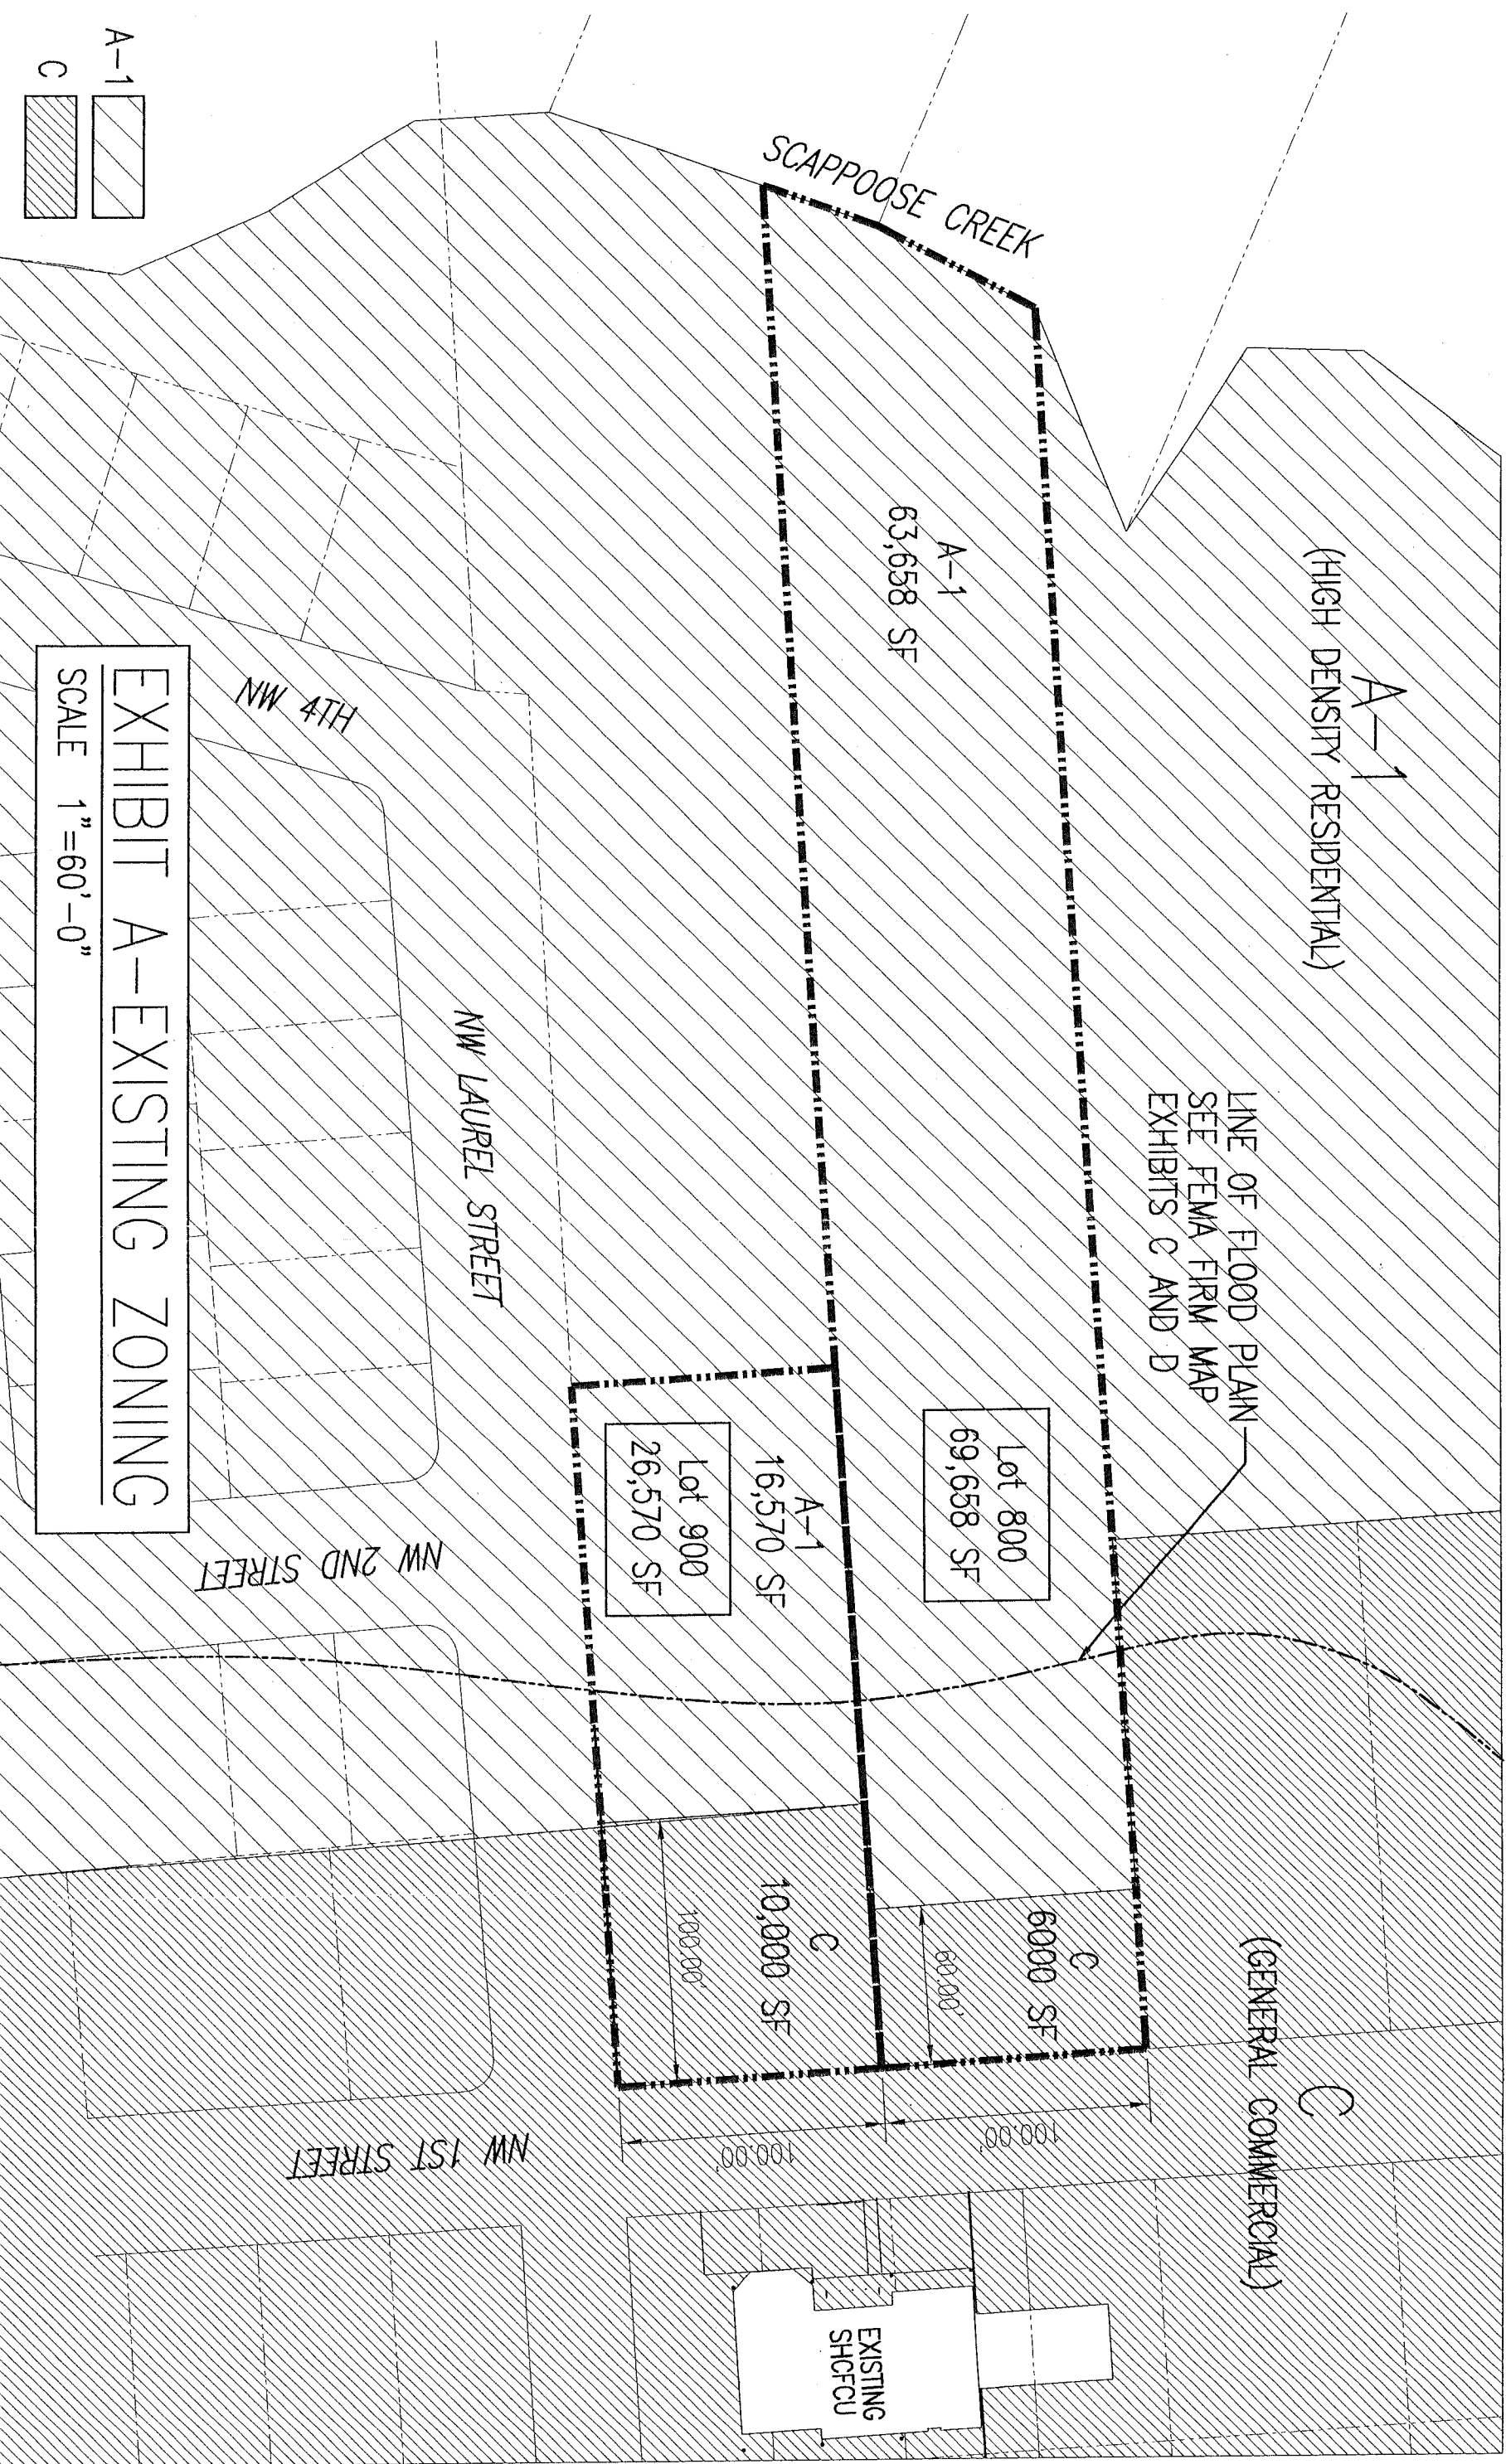 A-1
(HIGH DENSITY RESIDENTIAL)
LINE OF FLOOD PLAIN
SEE FEMA FIRM MAP
EXHIBITS C AND D
C
(GENERAL COMMERCIAL)
SCAPPOOSE CREEK
A-1
63,658 SF
Lot 800
69,658 SF
C
6000 SF
60.00'
100.00'
A-1
16,570 SF
Lot 900
26,570 SF
C
10,000 SF
100.00'
100.00'
EXISTING
SHCFCU
NW LAUREL STREET
NW 4TH
NW 2ND STREET
NW 1ST STREET
A-1
C
EXHIBIT A-EXISTING ZONING
SCALE 1"=60'-0"